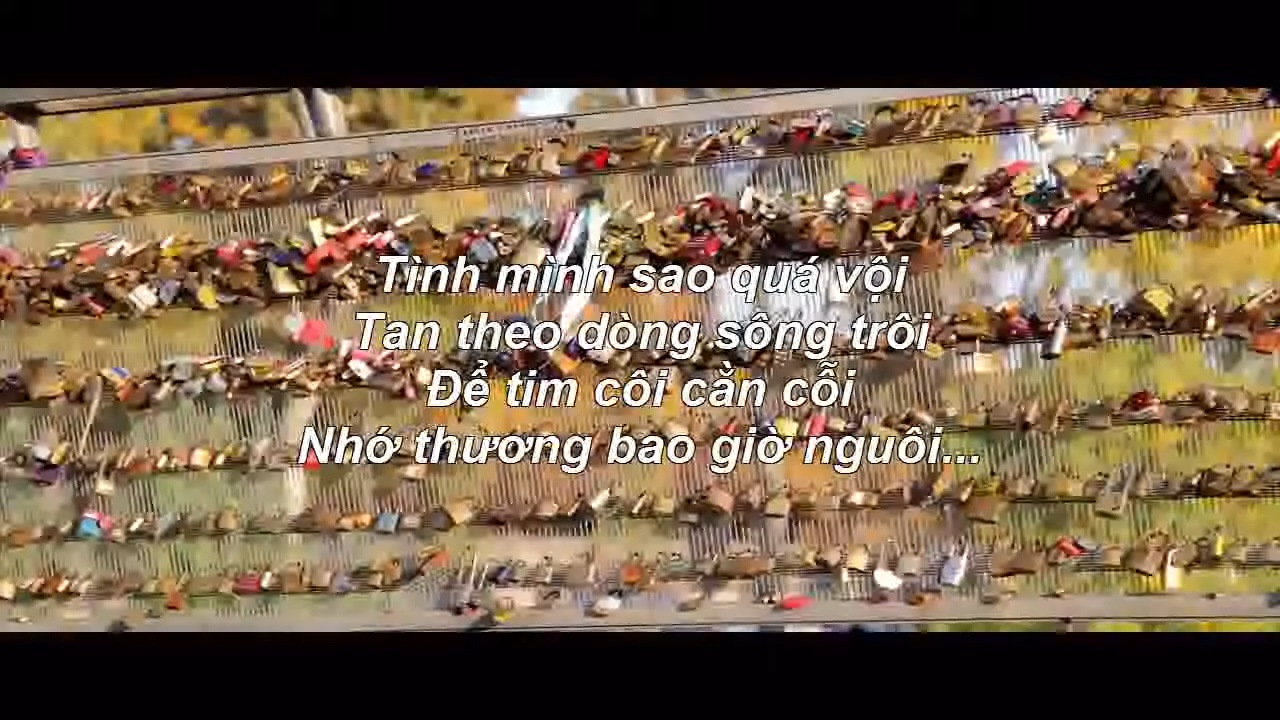 Tình mình sao quá vội
Tan theo dòng sông trôi
Để tim côi cằn cỗi
Nhớ thương bao giờ nguôi...